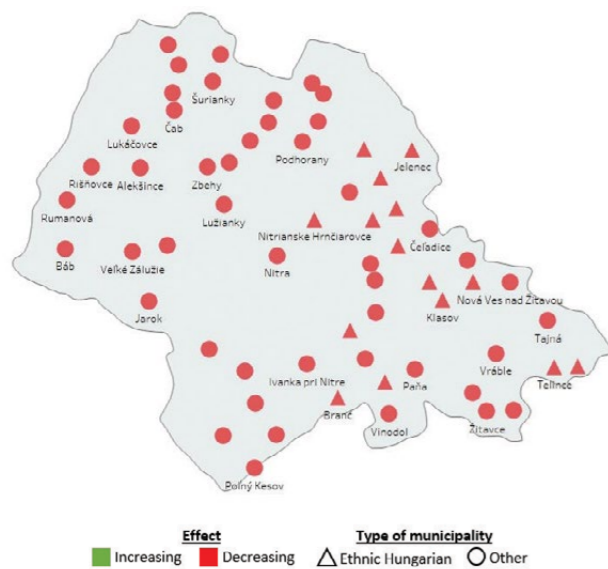 Šurianky
Čab
Lukáčovce
Podhorany
Jelenec
Rišňovce
Alekšince
Zbehy
Rumanová
Lužianky
Nitrianske Hrnčiarovce
Čeľadice
Báb
Veľké Zálužie
Nitra
Nová Ves nad Žitavou
Klasov
Jarok
Tajná
Vráble
Ivanka pri Nitre
Paňa
Telince
Branč
Vinodol
Žitavce
Poľný Kesov
Effect
Type of municipality
Increasing
Decreasing
Ethnic Hungarian
Other